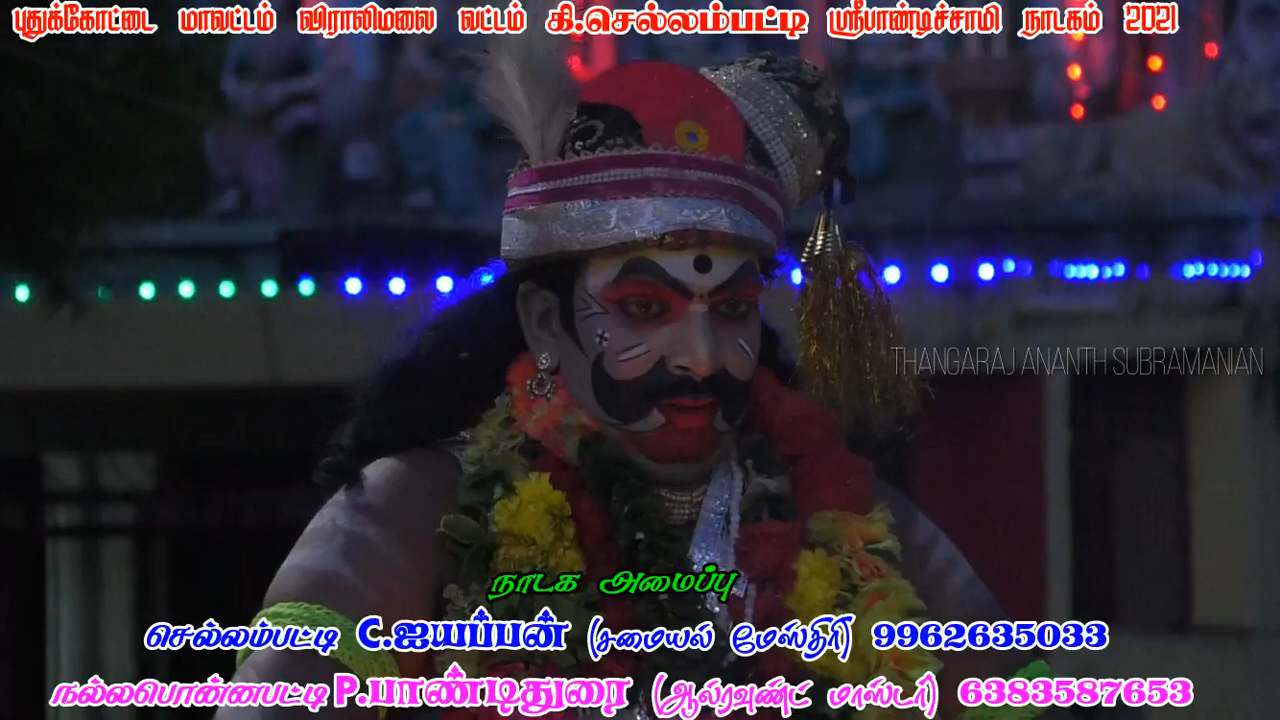 புதுக்கோட்டை மாவட்டம் விராலிமலை வட்டம் கி.செல்லம்பட்டி ஸ்ரீபாண்டிச்சாமி நாடகம் 2021
THANGARAJ ANANTH SUBRAMANIAN
நாடக அமைப்பு
செல்லம்பட்டி C.ஐயப்பன் (சமையல் மேஸ்திரி) 9962635033
நல்லபொன்னபட்டி P.பாண்டிதுரை (ஆல்ரவுண்ட் மாஸ்டர்) 6383587653